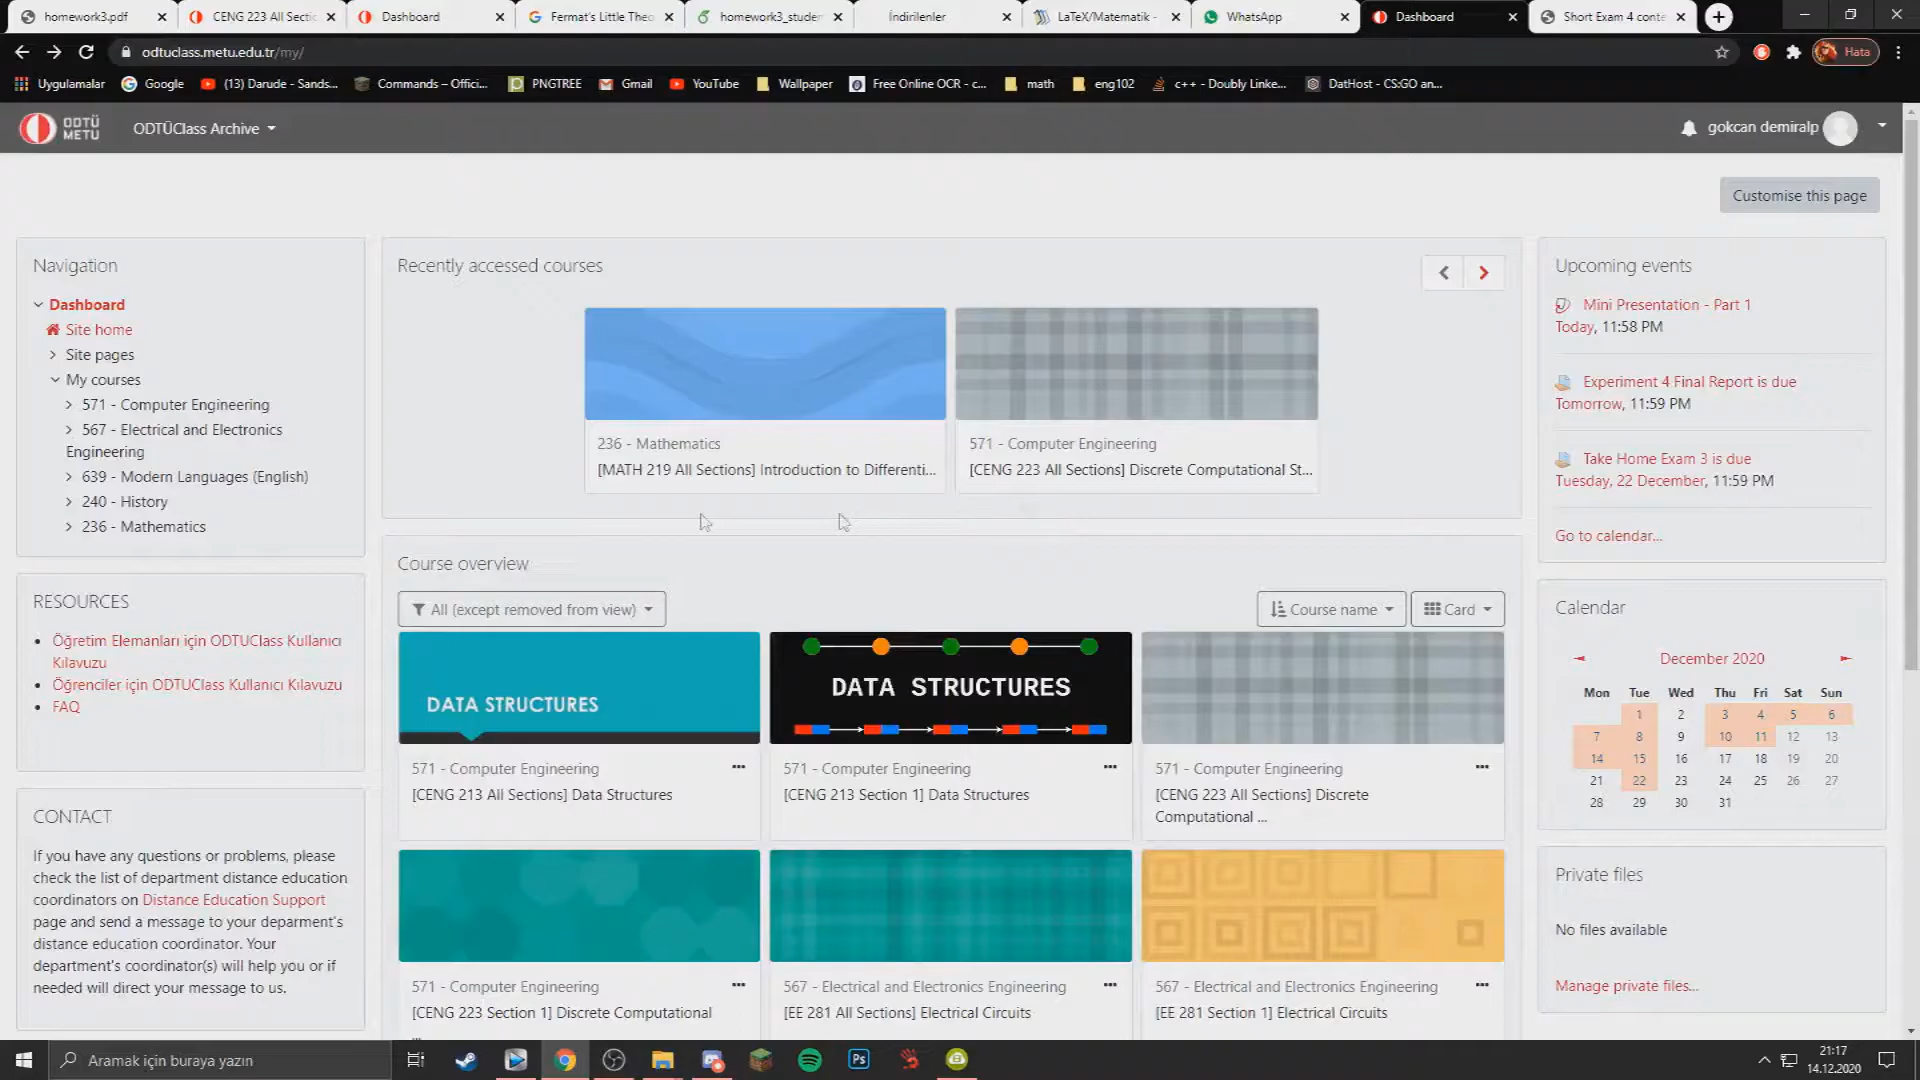 homework3.pdf
CENG 223 All Secti
Dashboard
Fermat's Little Theo
homework3_studen
İndirilenler
LaTeX/Matematik -
WhatsApp
Dashboard
Short Exam 4 conte
odtuclass.metu.edu.tr/my/
Hata
Uygulamalar
Google
(13) Darude - Sands...
Commands – Offici...
PNGTREE
Gmail
YouTube
Wallpaper
Free Online OCR - c...
math
eng102
c++ - Doubly Linke...
DatHost - CS:GO an...
ODTÜ
METU
ODTÜClass Archive
gokcan demiralp
Customise this page
Navigation
Dashboard
Site home
Site pages
My courses
571 - Computer Engineering
567 - Electrical and Electronics
Engineering
639 - Modern Languages (English)
240 - History
236 - Mathematics
RESOURCES
Öğretim Elemanları için ODTUClass Kullanıcı
Kılavuzu
Öğrenciler için ODTUClass Kullanıcı Kılavuzu
FAQ
CONTACT
If you have any questions or problems, please
check the list of department distance education
coordinators on Distance Education Support
page and send a message to your deparment's
distance education coordinator. Your
department's coordinator(s) will help you or if
needed will direct your message to us.
Recently accessed courses
236 - Mathematics
[MATH 219 All Sections] Introduction to Differenti...
571 - Computer Engineering
[CENG 223 All Sections] Discrete Computational St...
Course overview
All (except removed from view)
Course name
Card
DATA STRUCTURES
571 - Computer Engineering
[CENG 213 All Sections] Data Structures
DATA STRUCTURES
571 - Computer Engineering
[CENG 213 Section 1] Data Structures
571 - Computer Engineering
[CENG 223 All Sections] Discrete
Computational ...
571 - Computer Engineering
[CENG 223 Section 1] Discrete Computational
...
567 - Electrical and Electronics Engineering
[EE 281 All Sections] Electrical Circuits
567 - Electrical and Electronics Engineering
[EE 281 Section 1] Electrical Circuits
Upcoming events
Mini Presentation - Part 1
Today, 11:58 PM
Experiment 4 Final Report is due
Tomorrow, 11:59 PM
Take Home Exam 3 is due
Tuesday, 22 December, 11:59 PM
Go to calendar...
Calendar
December 2020
Mon Tue Wed Thu Fri Sat Sun
1 2 3 4 5 6
7 8 9 10 11 12 13
14 15 16 17 18 19 20
21 22 23 24 25 26 27
28 29 30 31
Private files
No files available
Manage private files...
Aramak için buraya yazın
Ps
21:17
14.12.2020